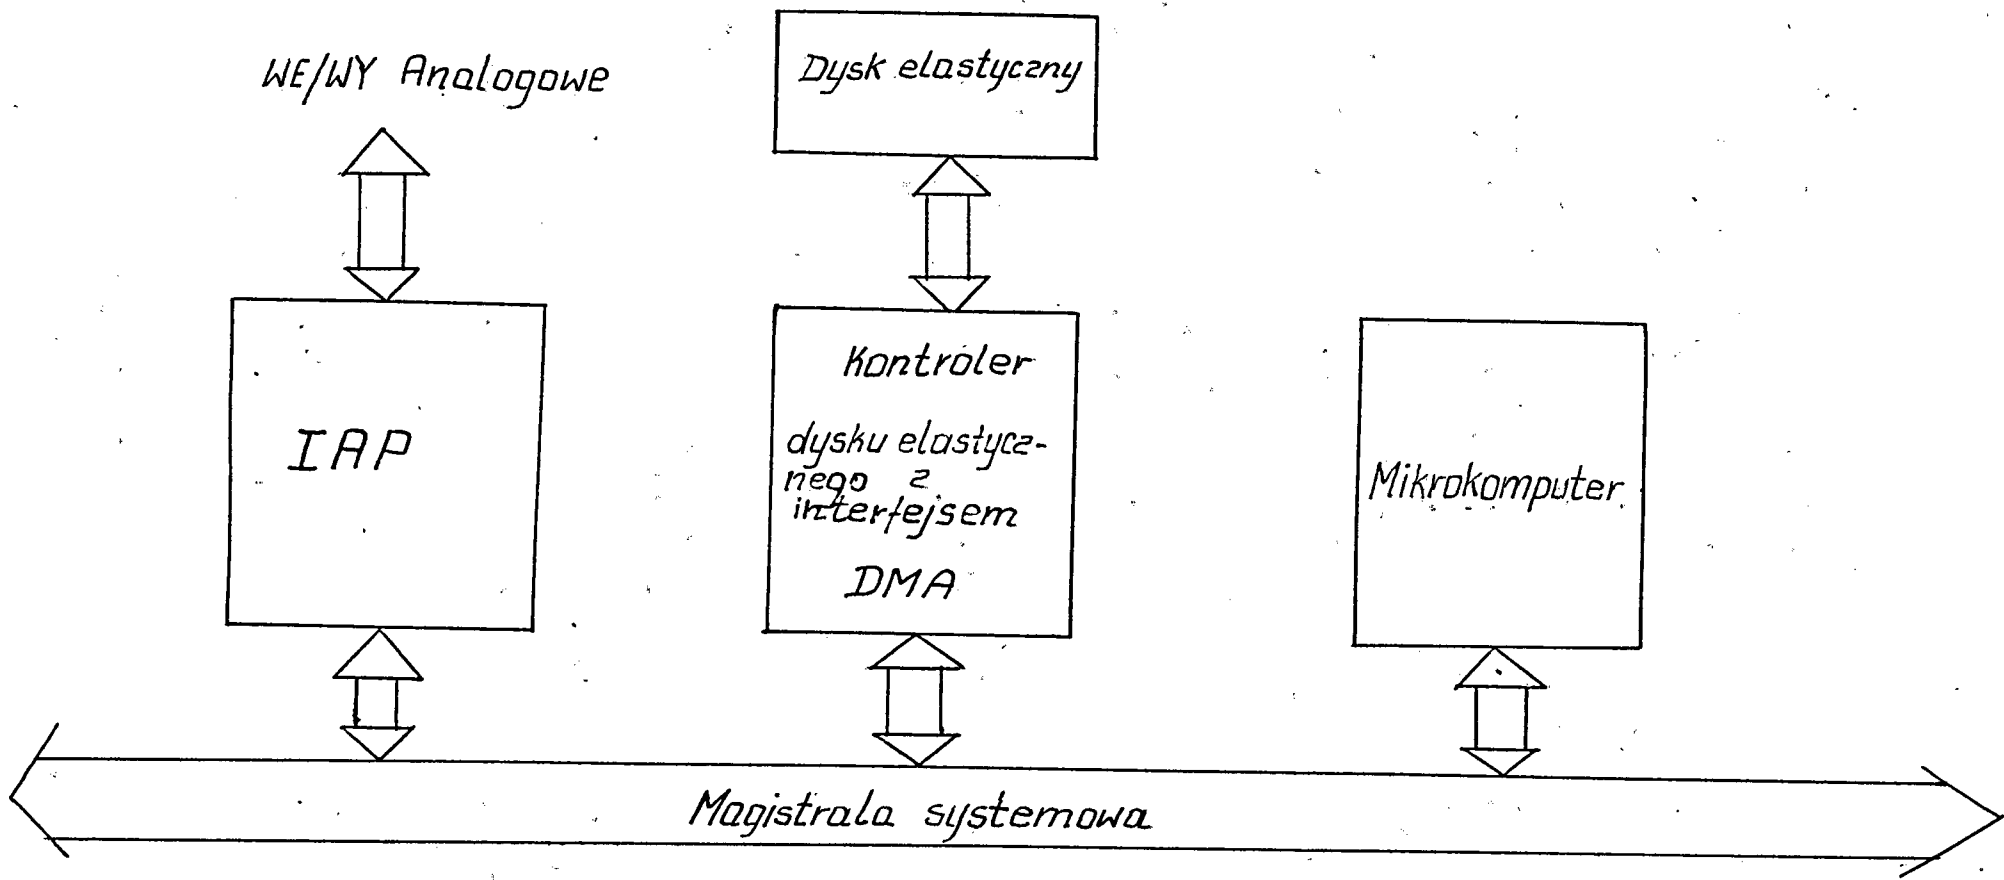 WE/WY Analogowe
Dysk elastyczny
IAP
Kontroler
dysku elastycz-
nego z
interfejsem
DMA
Mikrokomputer
Magistrala systemowa